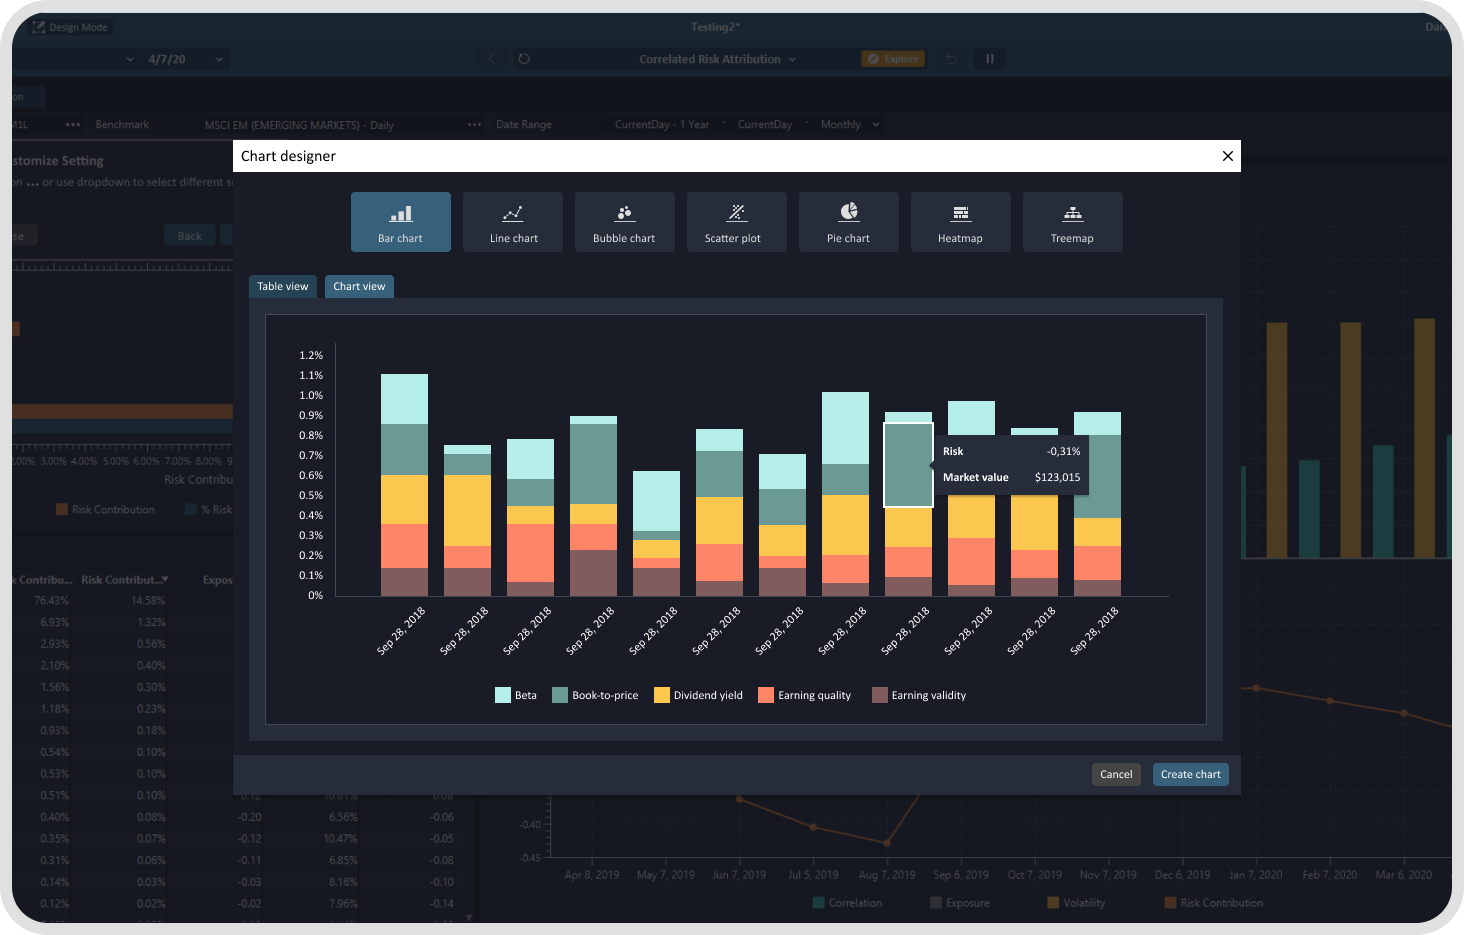 Design Mode
Testing2*
4/7/20
Correlated Risk Attribution
Explore
Benchmark
MSCI EM (EMERGING MARKETS) - Daily
Date Range
CurrentDay - 1 Year - CurrentDay - Monthly
Customize Setting
or use dropdown to select different
Back
Chart designer
Bar chart
Line chart
Bubble chart
Scatter plot
Pie chart
Heatmap
Treemap
Table view
Chart view
1.2%
1.1%
1.0%
0.9%
0.8%
0.7%
0.6%
0.5%
0.4%
0.3%
0.2%
0.1%
0%
Risk -0,31%
Market value $123,015
Sep 28, 2018
Sep 28, 2018
Sep 28, 2018
Sep 28, 2018
Sep 28, 2018
Sep 28, 2018
Sep 28, 2018
Sep 28, 2018
Sep 28, 2018
Sep 28, 2018
Sep 28, 2018
Sep 28, 2018
Beta
Book-to-price
Dividend yield
Earning quality
Earning validity
Cancel
Create chart
3.00% 4.00% 5.00% 6.00% 7.00% 8.00%
Risk Contribu
Risk Contribution
% Risk
k Contribu... Risk Contribut... Expos
76.43% 14.58%
6.93% 1.32%
2.93% 0.56%
2.10% 0.40%
1.56% 0.30%
1.18% 0.23%
0.93% 0.18%
0.54% 0.10%
0.53% 0.10%
0.51% 0.10%
0.40% 0.08% -0.20 6.56% -0.06
0.35% 0.07% -0.12 10.47% -0.05
0.31% 0.06% -0.11 6.85% -0.08
0.14% 0.03% -0.03 8.16% -0.10
0.12% 0.02% -0.02 7.96% -0.14
-0.40
-0.45
Apr 8, 2019
May 7, 2019
Jun 7, 2019
Jul 5, 2019
Aug 7, 2019
Sep 6, 2019
Oct 7, 2019
Nov 7, 2019
Dec 6, 2019
Jan 7, 2020
Feb 7, 2020
Mar 6, 2020
Correlation
Exposure
Volatility
Risk Contribution